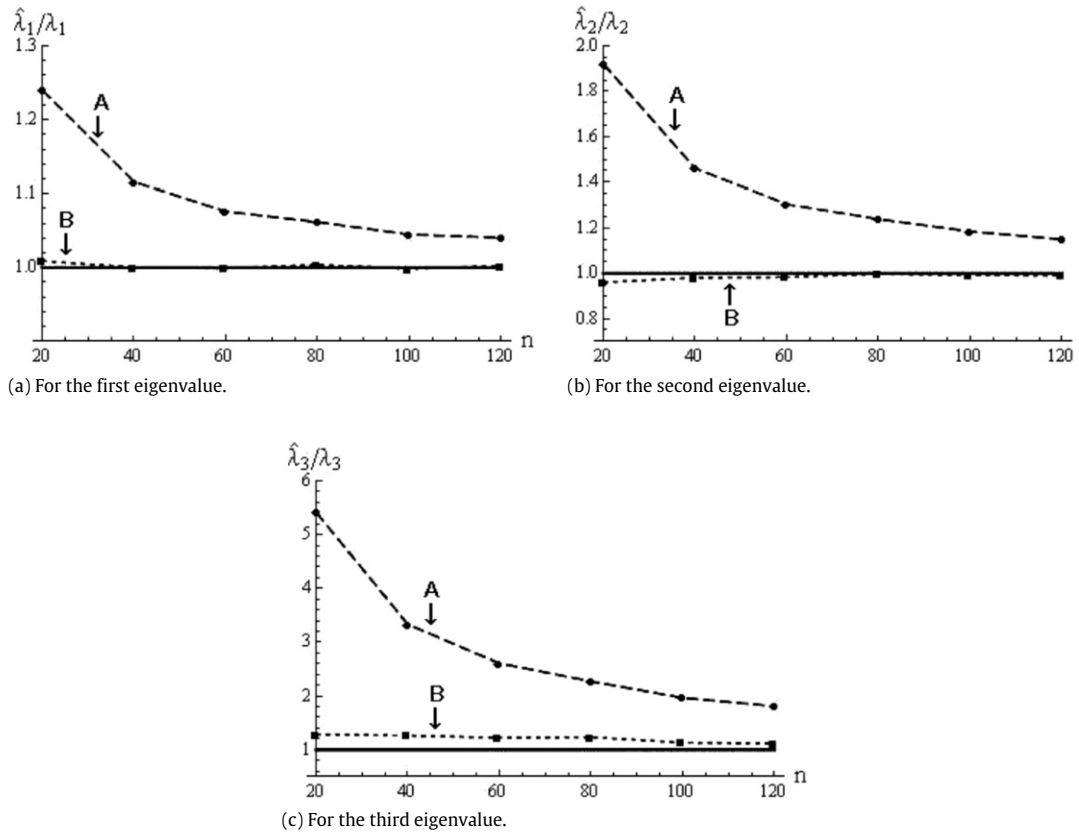 λ̂₁/λ₁
1.3
1.2
1.1
1.0
A
B
20 40 60 80 100 120 n
(a) For the first eigenvalue.
λ̂₂/λ₂
2.0
1.8
1.6
1.4
1.2
1.0
0.8
A
B
20 40 60 80 100 120 n
(b) For the second eigenvalue.
λ̂₃/λ₃
6
5
4
3
2
1
A
B
20 40 60 80 100 120 n
(c) For the third eigenvalue.